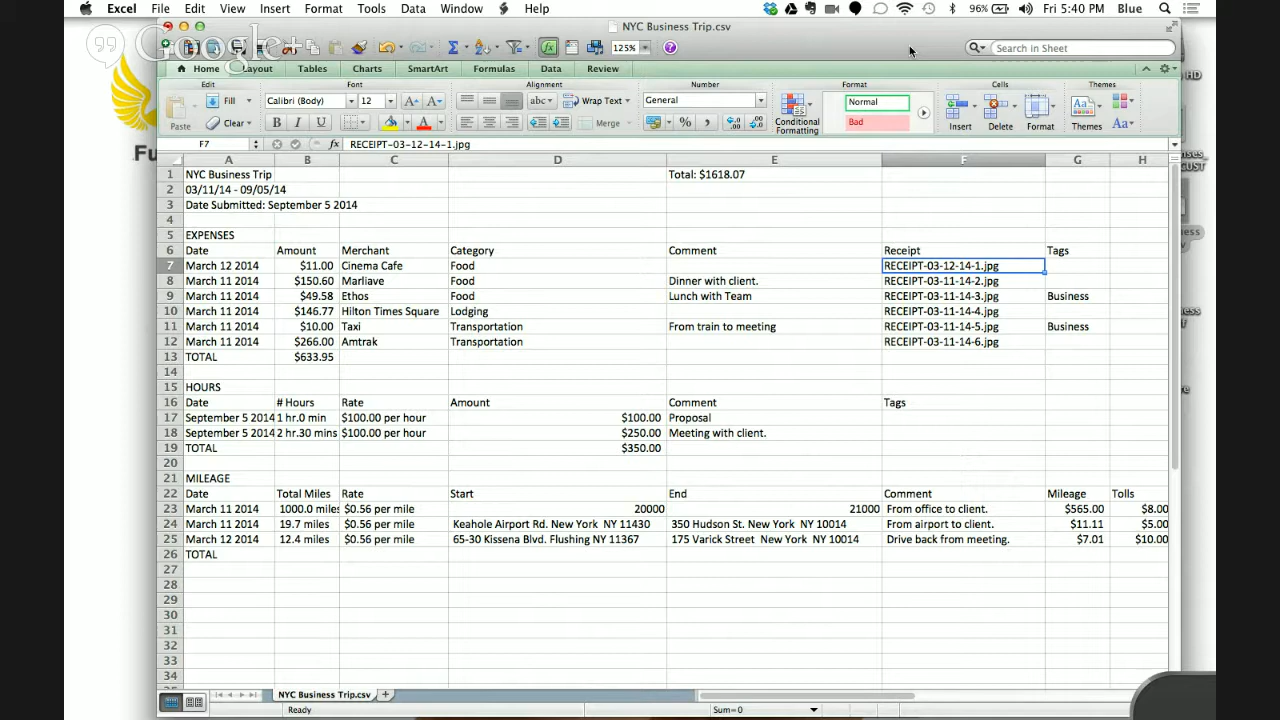 Excel File Edit View Insert Format Tools Data Window Help 96% Fri 5:40 PM Blue
NYC Business Trip.csv
Google+
125% Search in Sheet
Home Layout Tables Charts SmartArt Formulas Data Review
Edit Font Alignment Number Format Cells Themes
Fill Calibri (Body) 12 abc Wrap Text General Normal
Paste Clear B I U Merge % Conditional Formatting Bad Insert Delete Format Themes Aa
HD
Fu
F7 fx RECEIPT-03-12-14-1.jpg
A B C D E F G H
1 NYC Business Trip Total: $1618.07
2 03/11/14 - 09/05/14
3 Date Submitted: September 5 2014
4
5 EXPENSES
6 Date Amount Merchant Category Comment Receipt Tags
7 March 12 2014 $11.00 Cinema Cafe Food RECEIPT-03-12-14-1.jpg
8 March 11 2014 $150.60 Marliave Food Dinner with client. RECEIPT-03-11-14-2.jpg
9 March 11 2014 $49.58 Ethos Food Lunch with Team RECEIPT-03-11-14-3.jpg Business
10 March 11 2014 $146.77 Hilton Times Square Lodging RECEIPT-03-11-14-4.jpg
11 March 11 2014 $10.00 Taxi Transportation From train to meeting RECEIPT-03-11-14-5.jpg Business
12 March 11 2014 $266.00 Amtrak Transportation RECEIPT-03-11-14-6.jpg
13 TOTAL $633.95
14
15 HOURS
16 Date # Hours Rate Amount Comment Tags
17 September 5 2014 1 hr.0 min $100.00 per hour $100.00 Proposal
18 September 5 2014 2 hr.30 mins $100.00 per hour $250.00 Meeting with client.
19 TOTAL $350.00
20
21 MILEAGE
22 Date Total Miles Rate Start End Comment Mileage Tolls
23 March 11 2014 1000.0 miles $0.56 per mile 20000 21000 From office to client. $565.00 $8.00
24 March 11 2014 19.7 miles $0.56 per mile Keahole Airport Rd. New York NY 11430 350 Hudson St. New York NY 10014 From airport to client. $11.11 $5.00
25 March 12 2014 12.4 miles $0.56 per mile 65-30 Kissena Blvd. Flushing NY 11367 175 Varick Street New York NY 10014 Drive back from meeting. $7.01 $10.00
26 TOTAL
27
28
29
30
31
32
33
34
NYC Business Trip.csv
Ready Sum=0